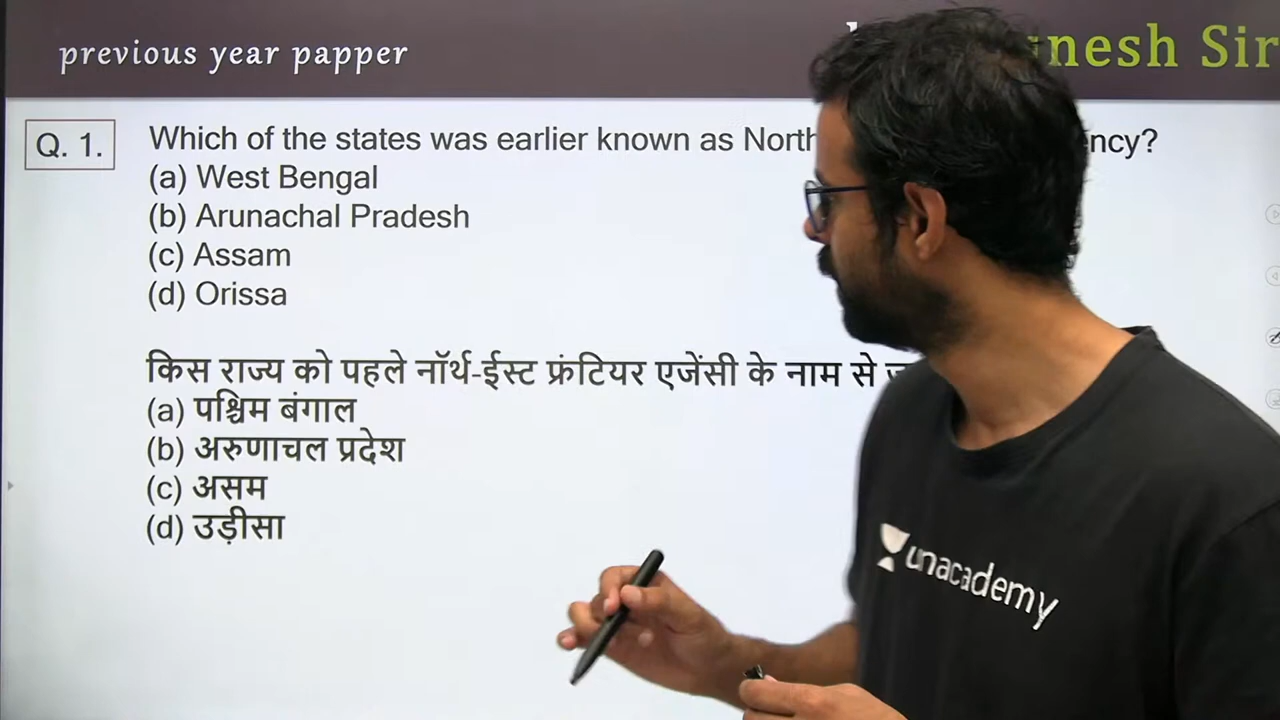 previous year papper
nesh Sir
Q. 1.
Which of the states was earlier known as North ncy?
(a) West Bengal
(b) Arunachal Pradesh
(c) Assam
(d) Orissa
किस राज्य को पहले नॉर्थ-ईस्ट फ्रंटियर एजेंसी के नाम से
(a) पश्चिम बंगाल
(b) अरुणाचल प्रदेश
(c) असम
(d) उड़ीसा
unacademy